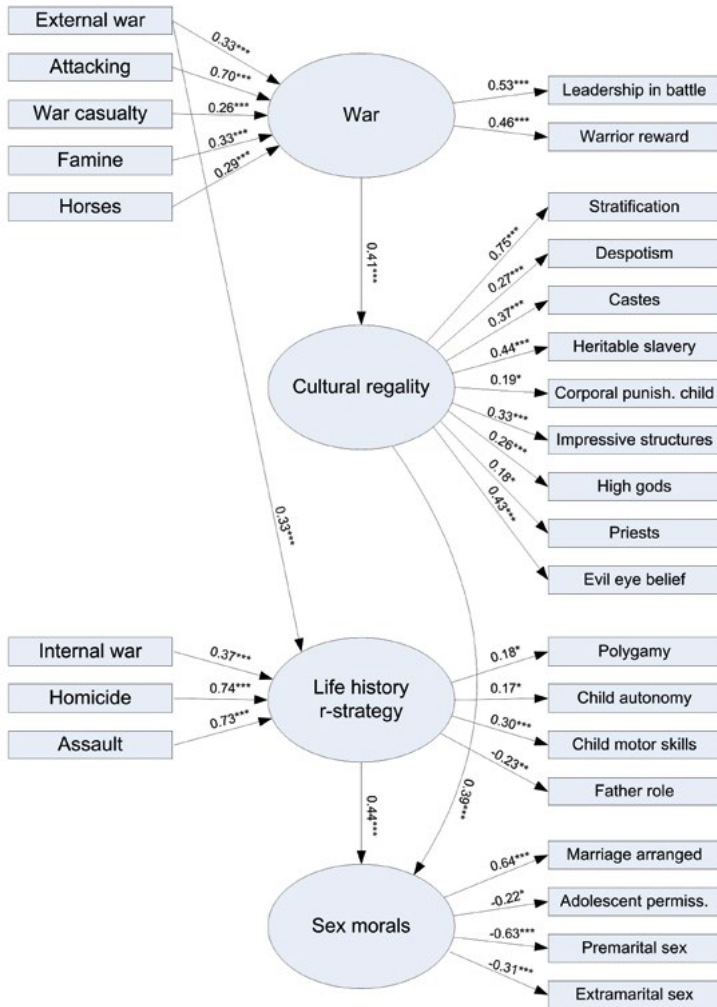 External war
Attacking
War casualty
Famine
Horses
0.33***
0.70***
0.26***
0.33***
0.29***
War
0.53***
0.46***
Leadership in battle
Warrior reward
0.41***
Cultural regality
0.75***
0.27***
0.37***
0.44***
0.19*
0.33***
0.26***
0.18*
0.43***
Stratification
Despotism
Castes
Heritable slavery
Corporal punish. child
Impressive structures
High gods
Priests
Evil eye belief
0.33***
Internal war
Homicide
Assault
0.37***
0.74***
0.73***
Life history
r-strategy
0.18*
0.17*
0.30***
-0.23**
Polygamy
Child autonomy
Child motor skills
Father role
0.44***
0.39***
Sex morals
0.64***
-0.22*
-0.63***
-0.31***
Marriage arranged
Adolescent permiss.
Premarital sex
Extramarital sex